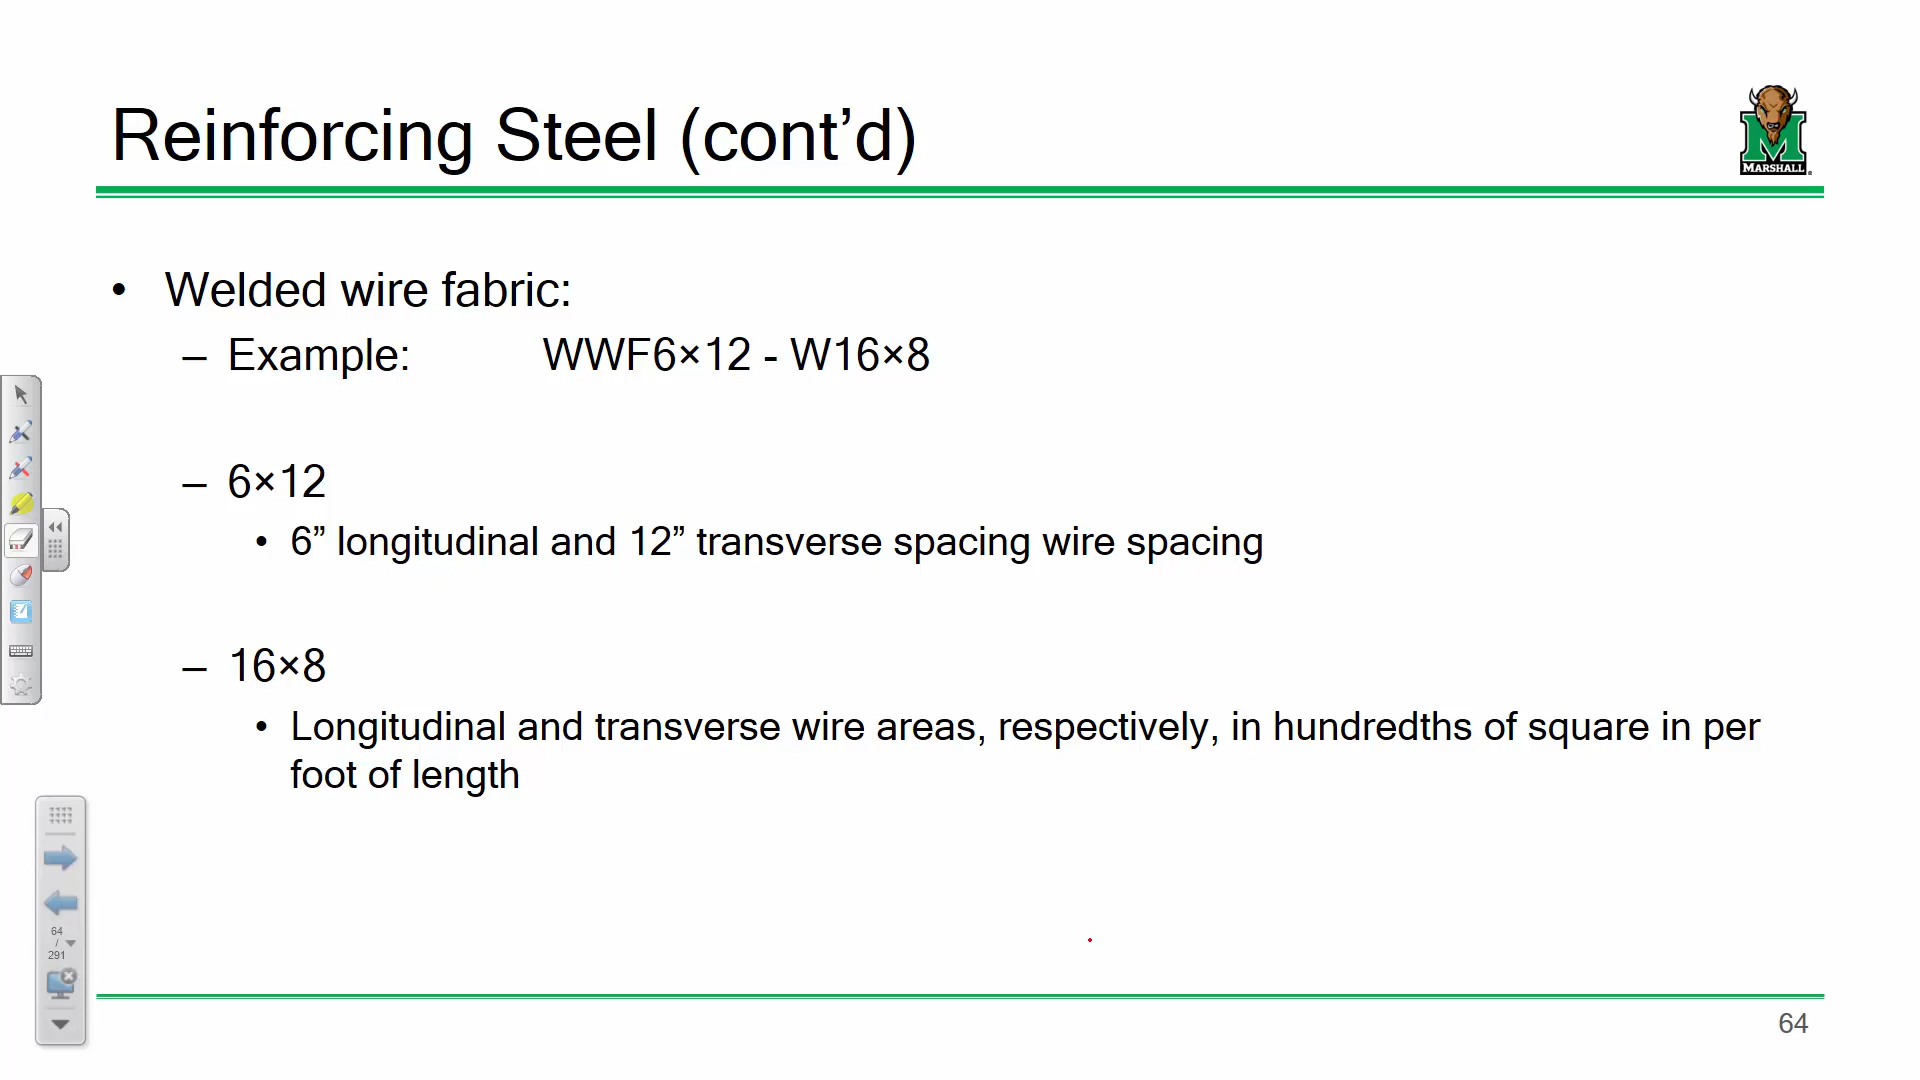 Reinforcing Steel (cont’d)
MARSHALL
• Welded wire fabric:
– Example: WWF6×12 - W16×8
– 6×12
• 6” longitudinal and 12” transverse spacing wire spacing
– 16×8
• Longitudinal and transverse wire areas, respectively, in hundredths of square in per
foot of length
64
/
291
64